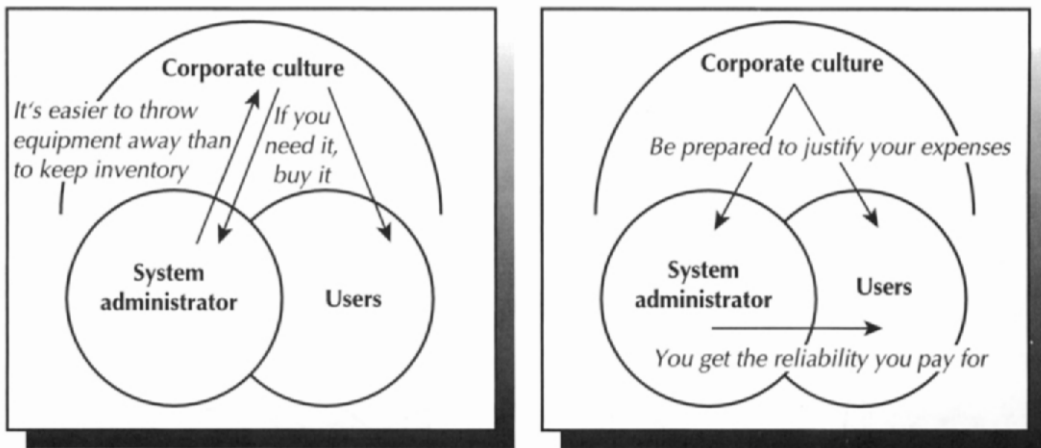 Corporate culture
It's easier to throw
equipment away than
to keep inventory
If you
need it,
buy it
System
administrator
Users
Corporate culture
Be prepared to justify your expenses
System
administrator
Users
You get the reliability you pay for